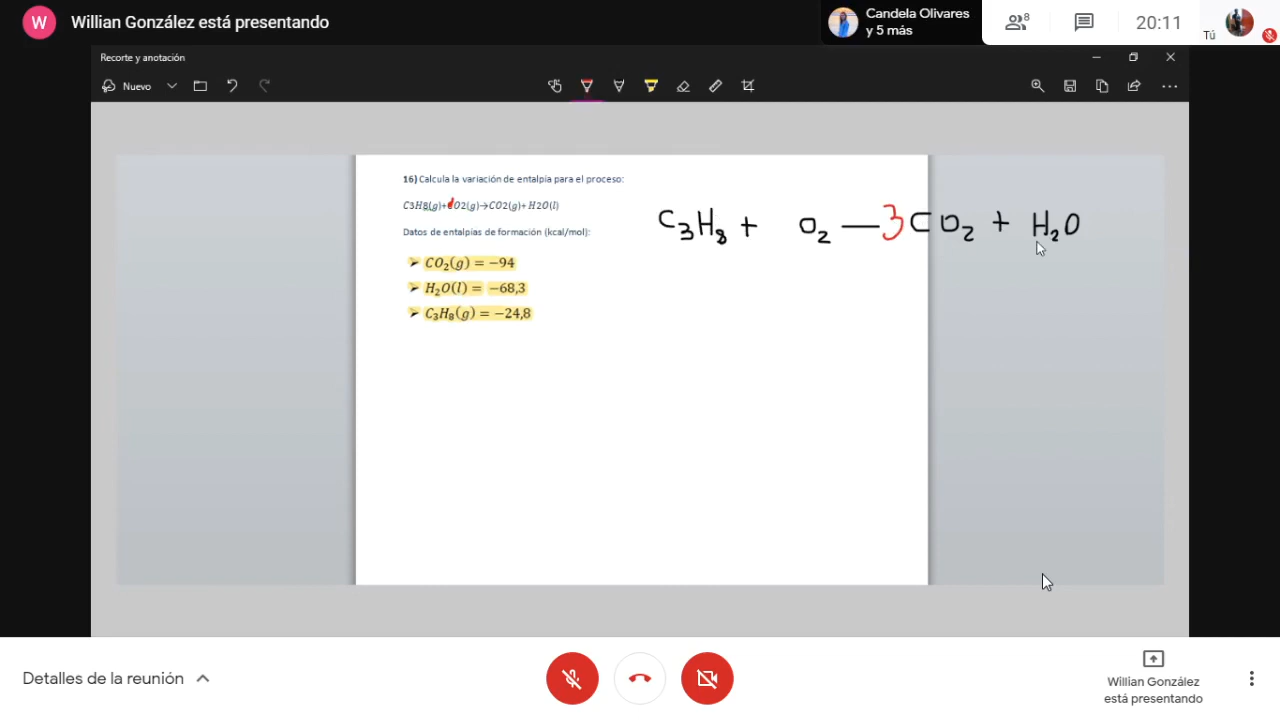 W Willian González está presentando
Candela Olivares
y 5 más
8
20:11
Tú
Recorte y anotación
Nuevo
16) Calcula la variación de entalpía para el proceso:
C3H8(g)+O2(g)→CO2(g)+H2O(l)
Datos de entalpías de formación (kcal/mol):
➢ CO₂(g) = −94
➢ H₂O(l) = −68,3
➢ C₃H₈(g) = −24,8
C₃H₈ + O₂ — 3CO₂ + H₂O
Detalles de la reunión
Willian González
está presentando